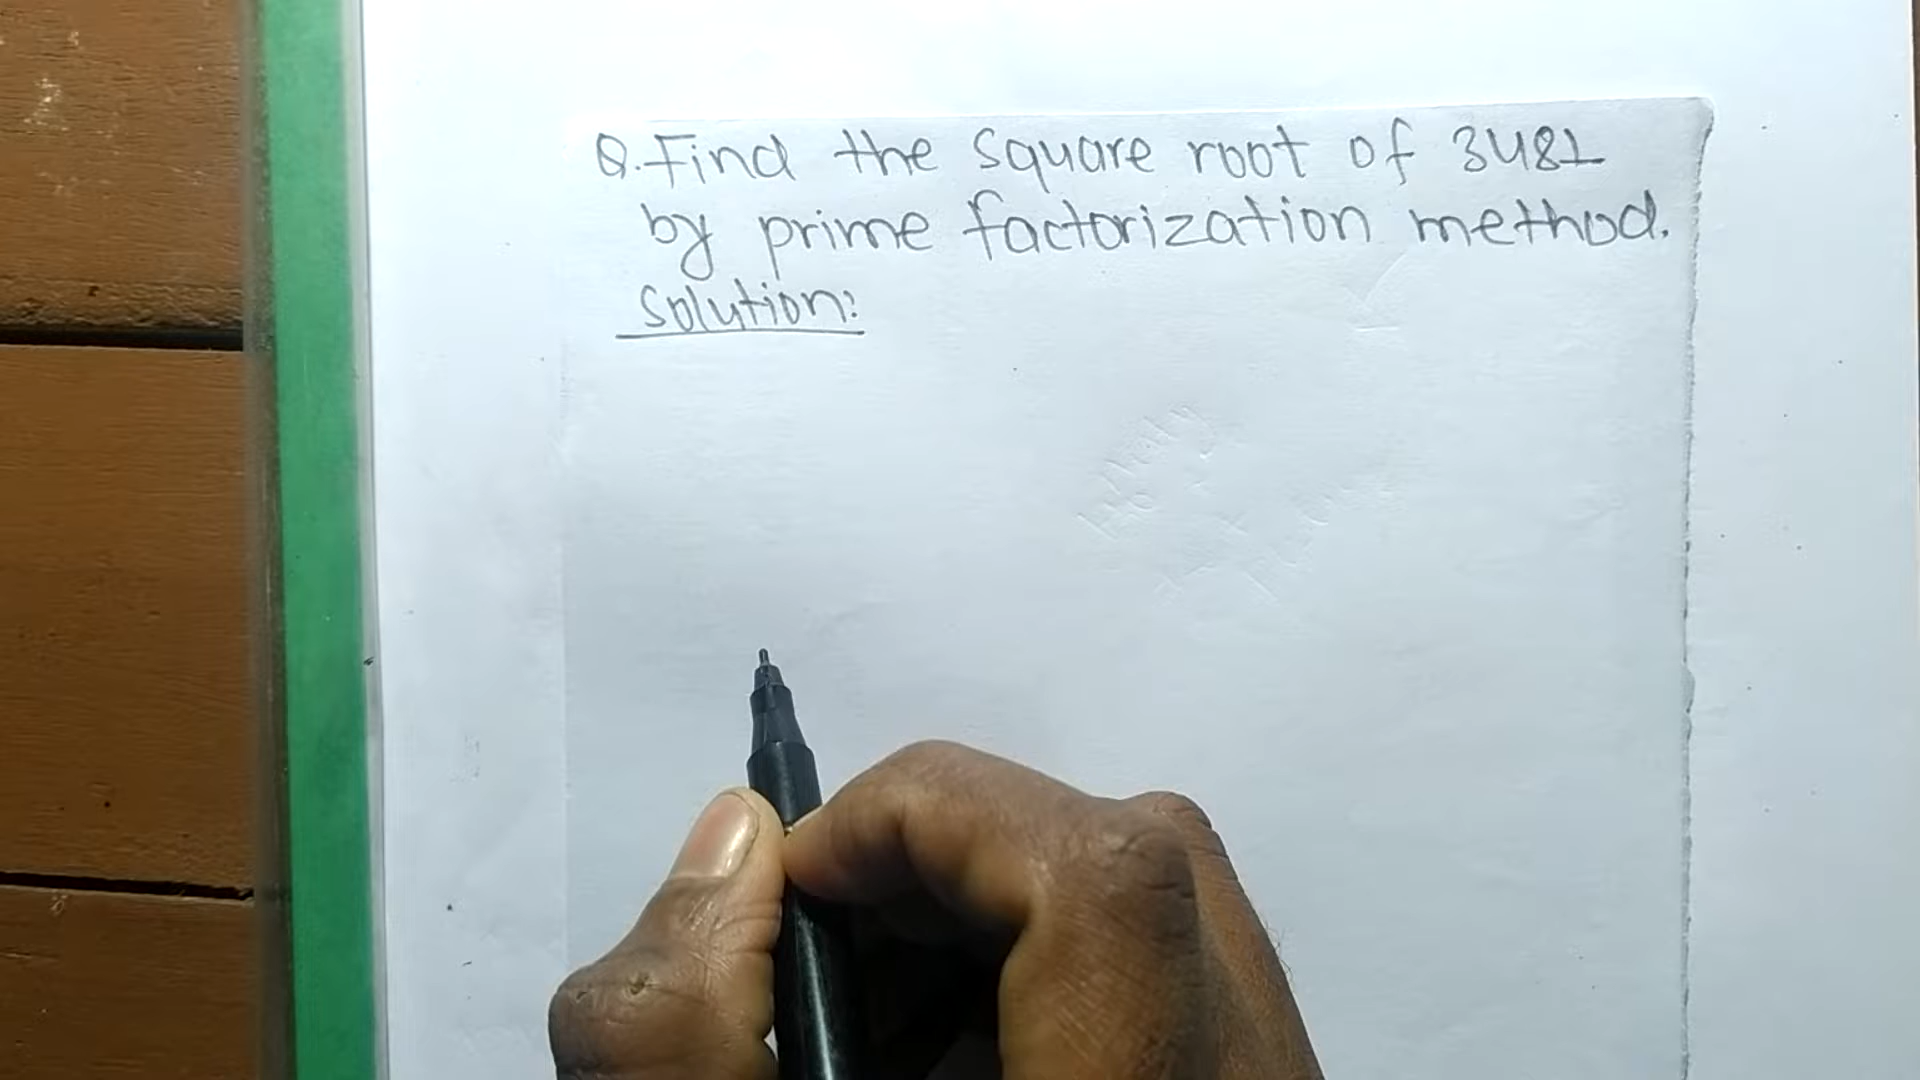 Q. Find the square root of 3481
by prime factorization method.
Solution: